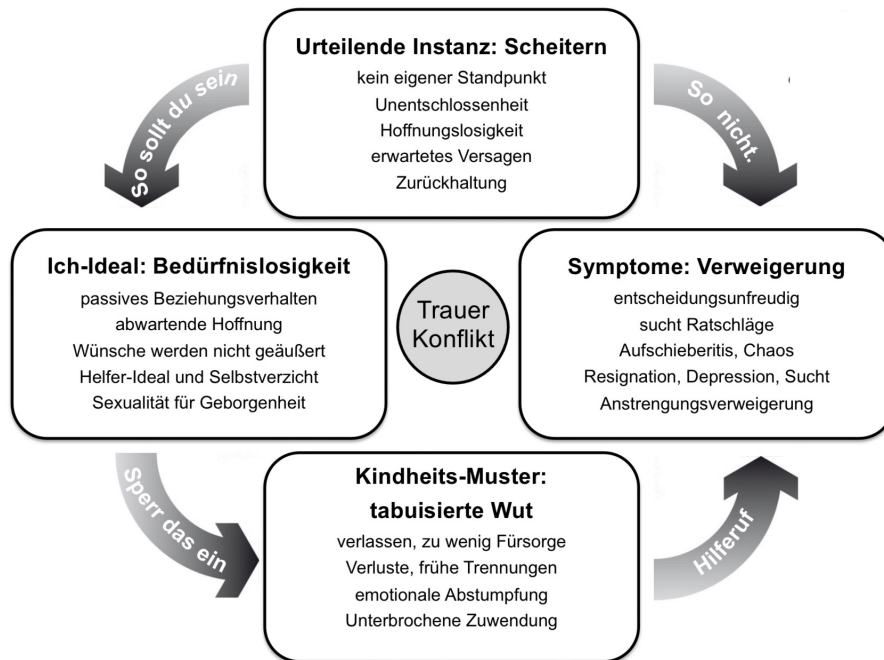 Urteilende Instanz: Scheitern
kein eigener Standpunkt
Unentschlossenheit
Hoffnungslosigkeit
erwartetes Versagen
Zurückhaltung
So sollt du sein
So nicht.
Ich-Ideal: Bedürfnislosigkeit
passives Beziehungsverhalten
abwartende Hoffnung
Wünsche werden nicht geäußert
Helfer-Ideal und Selbstverzicht
Sexualität für Geborgenheit
Trauer
Konflikt
Symptome: Verweigerung
entscheidungsunfreudig
sucht Ratschläge
Aufschieberitis, Chaos
Resignation, Depression, Sucht
Anstrengungsverweigerung
Sperr das ein
Kindheits-Muster:
tabuisierte Wut
verlassen, zu wenig Fürsorge
Verluste, frühe Trennungen
emotionale Abstumpfung
Unterbrochene Zuwendung
Hilferuf